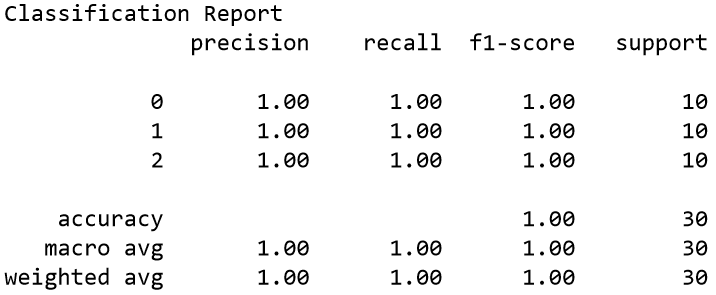 Classification Report
precision recall f1-score support
0 1.00 1.00 1.00 10
1 1.00 1.00 1.00 10
2 1.00 1.00 1.00 10
accuracy 1.00 30
macro avg 1.00 1.00 1.00 30
weighted avg 1.00 1.00 1.00 30